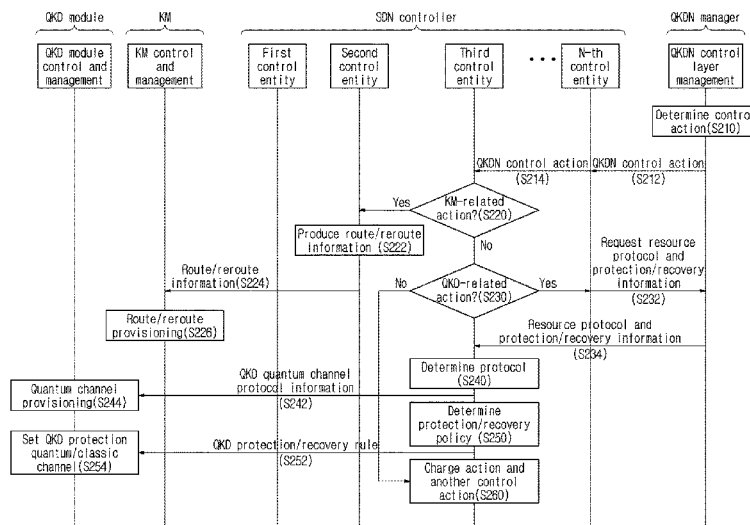 QKD module
KM
SDN controller
QKDN manager
QKD module
control and
management
KM control
and
management
First
control
entity
Second
control
entity
Third
control
entity
• • •
N-th
control
entity
QKDN control
layer
management
Determine control
action(S210)
QKDN control action
(S214)
QKDN control action
(S212)
KM-related
action?(S220)
Yes
No
Produce route/reroute
information (S222)
Route/reroute
information(S224)
Route/reroute
provisioning(S226)
QKD-related
action?(S230)
No
Yes
Request resource
protocol and
protection/recovery
information
(S232)
Resource protocol and
protection/recovery information
(S234)
Determine protocol
(S240)
QKD quantum channel
protocol information
(S242)
Quantum channel
provisioning(S244)
Determine
protection/recovery
policy (S250)
QKD protection/recovery rule
(S252)
Set QKD protection
quantum/classic
channel(S254)
Charge action and
another control
action(S260)